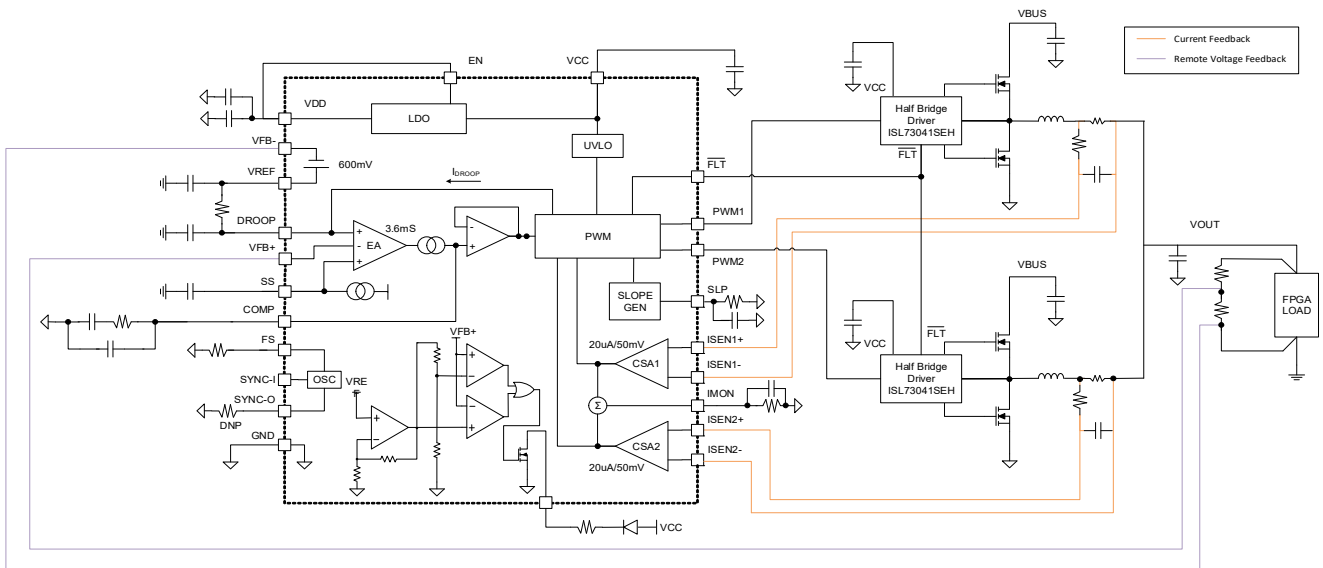 VBUS
Current Feedback
Remote Voltage Feedback
EN
VCC
VCC
Half Bridge
Driver
ISL73041SEH
FLT
VDD
LDO
UVLO
VFB-
600mV
VREF
FLT
IDROOP
DROOP
3.6mS
EA
PWM
PWM1
VFB+
PWM2
VOUT
SS
SLOPE
GEN
SLP
FPGA
LOAD
VBUS
COMP
FLT
VCC
Half Bridge
Driver
ISL73041SEH
FS
VFB+
20uA/50mV
CSA1
ISEN1+
ISEN1-
SYNC-I
OSC
VRE
F
SYNC-O
DNP
Σ
IMON
ISEN2+
GND
CSA2
ISEN2-
20uA/50mV
VCC